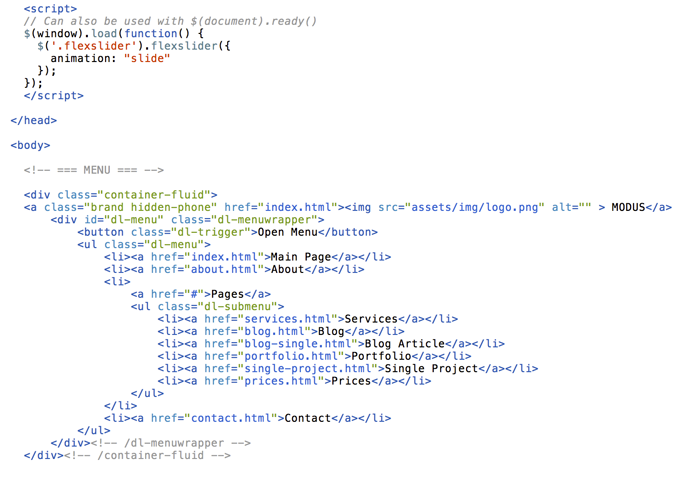 <script>
// Can also be used with $(document).ready()
$(window).load(function() {
$('.flexslider').flexslider({
animation: "slide"
});
});
</script>
</head>
<body>
<!-- === MENU === -->
<div class="container-fluid">
<a class="brand hidden-phone" href="index.html"><img src="assets/img/logo.png" alt="" > MODUS</a>
<div id="dl-menu" class="dl-menuwrapper">
<button class="dl-trigger">Open Menu</button>
<ul class="dl-menu">
<li><a href="index.html">Main Page</a></li>
<li><a href="about.html">About</a></li>
<li>
<a href="#">Pages</a>
<ul class="dl-submenu">
<li><a href="services.html">Services</a></li>
<li><a href="blog.html">Blog</a></li>
<li><a href="blog-single.html">Blog Article</a></li>
<li><a href="portfolio.html">Portfolio</a></li>
<li><a href="single-project.html">Single Project</a></li>
<li><a href="prices.html">Prices</a></li>
</ul>
</li>
<li><a href="contact.html">Contact</a></li>
</ul>
</div><!-- /dl-menuwrapper -->
</div><!-- /container-fluid -->